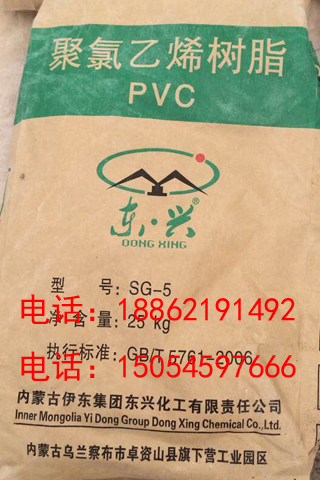 聚氯乙烯树脂
PVC
东兴®
DONG XING
型 号：SG-5
电话：18862191492
净含量：25 kg
执行标准：GB/T 5761-2006
电话：15054597666
内蒙古伊东集团东兴化工有限责任公司
Inner Mongolia Yi Dong Group Dong Xing Chemical Co.,Ltd.
内蒙古乌兰察布市卓资山县旗下营工业园区